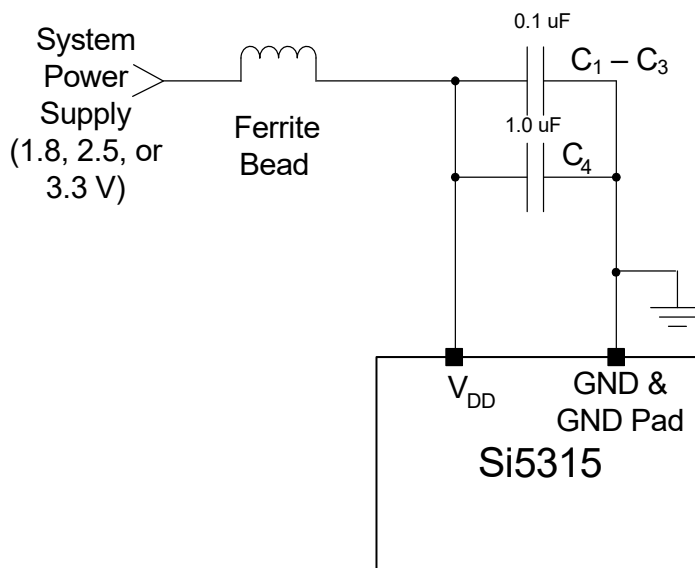 System
Power
Supply
(1.8, 2.5, or
3.3 V)
Ferrite
Bead
0.1 uF
C₁ – C₃
1.0 uF
C₄
V_DD
GND &
GND Pad
Si5315